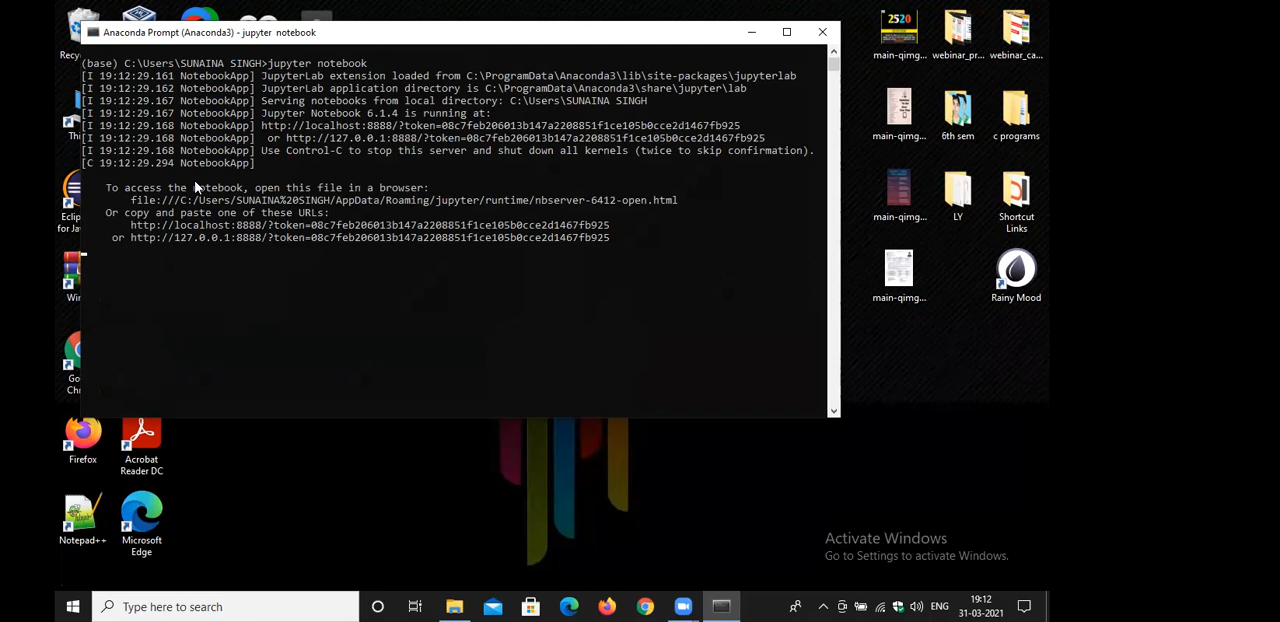 Anaconda Prompt (Anaconda3) - jupyter notebook
(base) C:\Users\SUNAINA SINGH>jupyter notebook
[I 19:12:29.161 NotebookApp] JupyterLab extension loaded from C:\ProgramData\Anaconda3\lib\site-packages\jupyterlab
[I 19:12:29.162 NotebookApp] JupyterLab application directory is C:\ProgramData\Anaconda3\share\jupyter\lab
[I 19:12:29.167 NotebookApp] Serving notebooks from local directory: C:\Users\SUNAINA SINGH
[I 19:12:29.167 NotebookApp] Jupyter Notebook 6.1.4 is running at:
[I 19:12:29.168 NotebookApp] http://localhost:8888/?token=08c7feb206013b147a2208851f1ce105b0cce2d1467fb925
[I 19:12:29.168 NotebookApp]  or http://127.0.0.1:8888/?token=08c7feb206013b147a2208851f1ce105b0cce2d1467fb925
[I 19:12:29.168 NotebookApp] Use Control-C to stop this server and shut down all kernels (twice to skip confirmation).
[C 19:12:29.294 NotebookApp]
To access the notebook, open this file in a browser:
file:///C:/Users/SUNAINA%20SINGH/AppData/Roaming/jupyter/runtime/nbserver-6412-open.html
Or copy and paste one of these URLs:
http://localhost:8888/?token=08c7feb206013b147a2208851f1ce105b0cce2d1467fb925
or http://127.0.0.1:8888/?token=08c7feb206013b147a2208851f1ce105b0cce2d1467fb925
Recy
Thi
Eclip
for Jav
Win
Go
Chr
Firefox
Acrobat
Reader DC
Notepad++
Microsoft
Edge
2520
main-qimg...
webinar_pr...
webinar_ca...
main-qimg...
6th sem
c programs
main-qimg...
LY
Shortcut
Links
main-qimg...
Rainy Mood
Activate Windows
Go to Settings to activate Windows.
Type here to search
ENG
19:12
31-03-2021